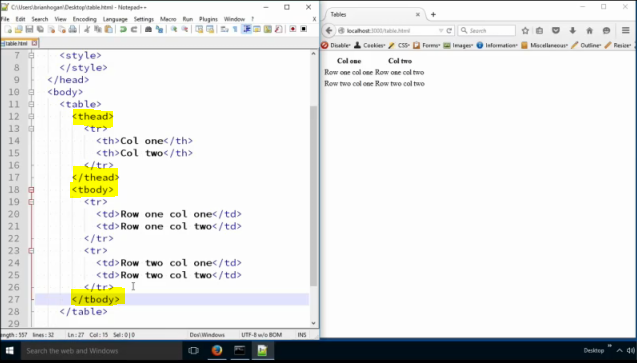 C:\Users\brianhogan\Desktop\table.html - Notepad++
File Edit Search View Encoding Language Settings Macro Run Plugins Window ?
table.html
7 <style>
8 </style>
9 </head>
10 <body>
11 <table>
12 <thead>
13 <tr>
14 <th>Col one</th>
15 <th>Col two</th>
16 </tr>
17 </thead>
18 <tbody>
19 <tr>
20 <td>Row one col one</td>
21 <td>Row one col two</td>
22 </tr>
23 <tr>
24 <td>Row two col one</td>
25 <td>Row two col two</td>
26 </tr>
27 </tbody>
28 </table>
29
length : 557 lines : 32 Ln : 27 Col : 15 Sel : 0 | 0 Dos\Windows UTF-8 w/o BOM INS
Tables
localhost:3000/table.html
Search
Disable Cookies CSS Forms Images Information Miscellaneous Outline Resize
Col one Col two
Row one col one Row one col two
Row two col one Row two col two
Search the web and Windows
Desktop